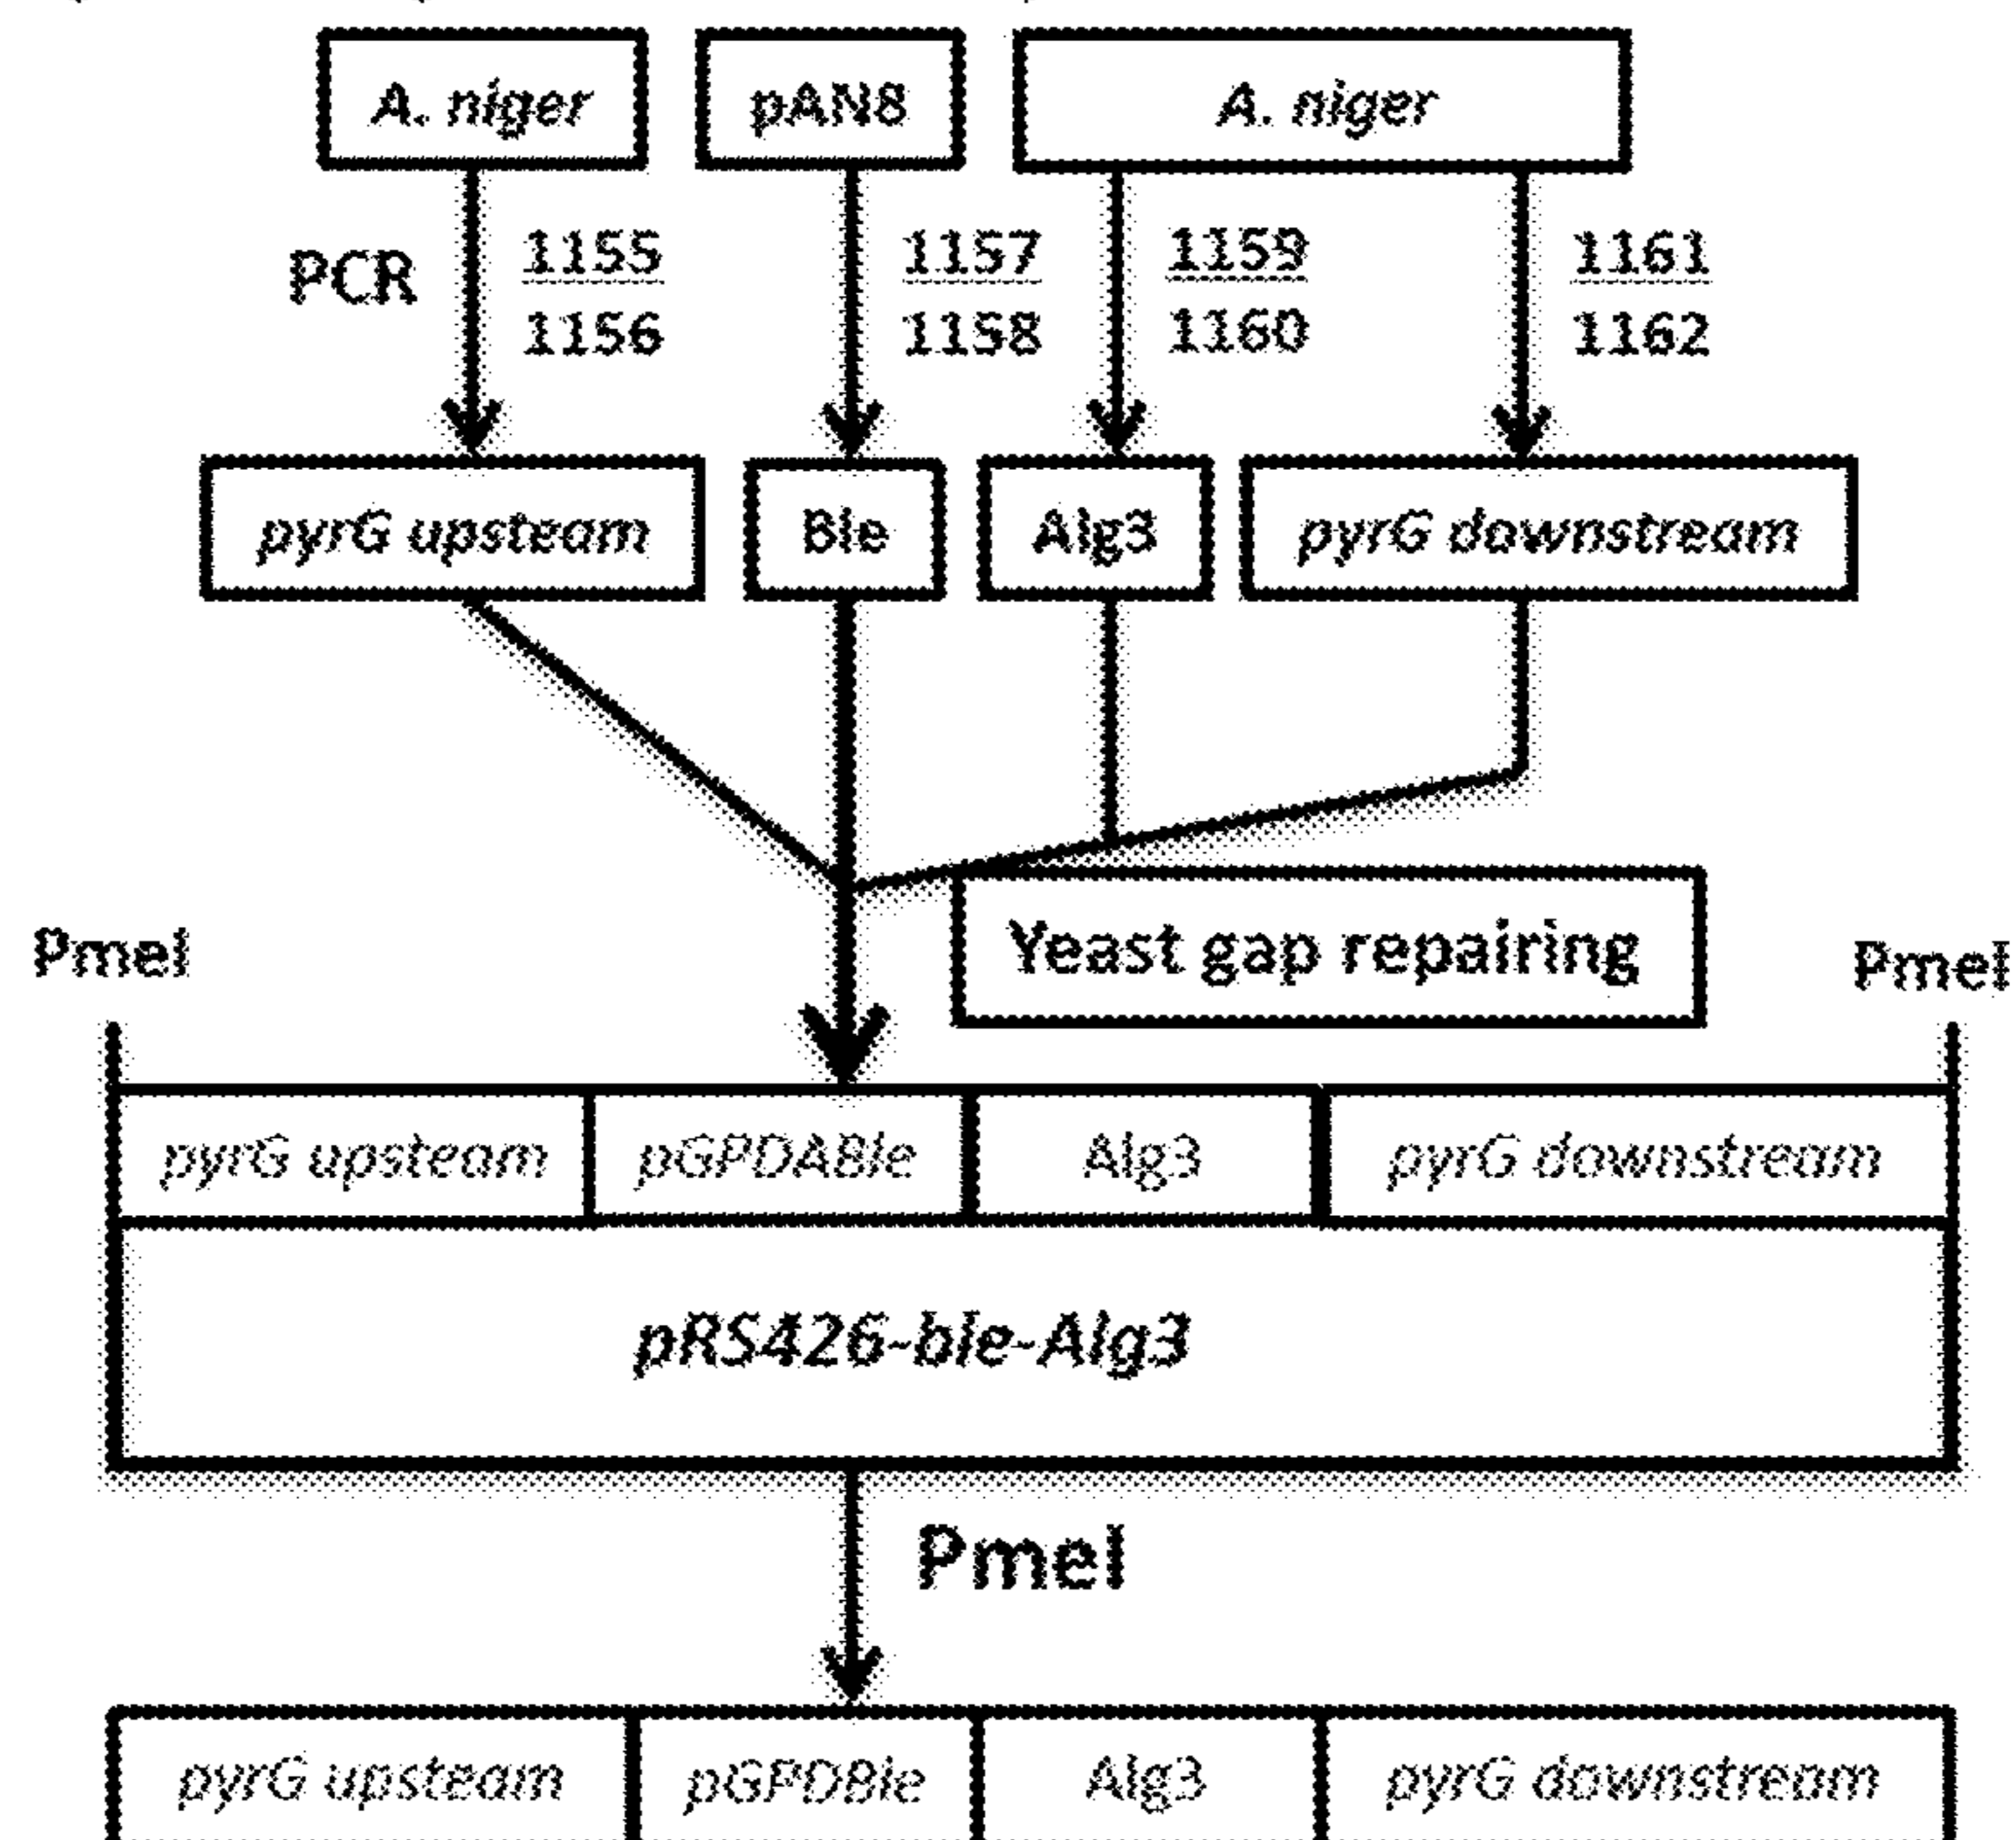 A. niger
pAN8
A. niger
PCR
1155
1156
1157
1158
1159
1160
1161
1162
pyrG upsteam
Ble
Alg3
pyrG downstream
Yeast gap repairing
PmeI
PmeI
pyrG upsteam
pGPDABle
Alg3
pyrG downstream
pRS426-ble-Alg3
PmeI
pyrG upsteam
pGPDBle
Alg3
pyrG downstream